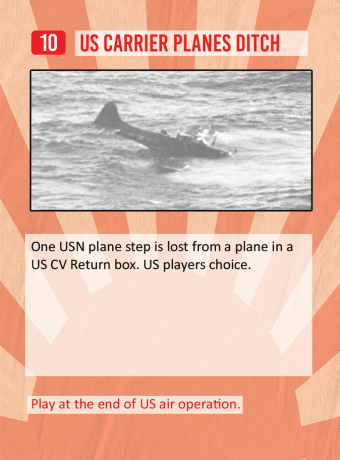 10 US CARRIER PLANES DITCH
One USN plane step is lost from a plane in a
US CV Return box. US players choice.
Play at the end of US air operation.